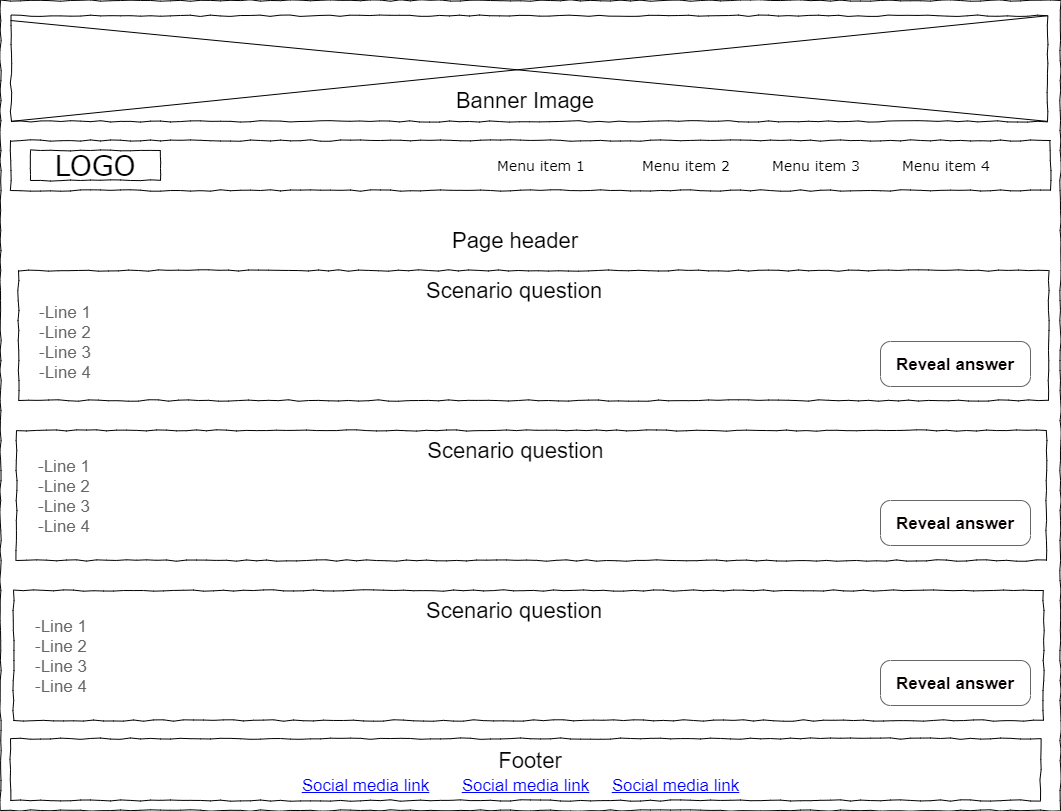 Banner Image
LOGO Menu item 1 Menu item 2 Menu item 3 Menu item 4
Page header
Scenario question
-Line 1
-Line 2
-Line 3
-Line 4
Reveal answer
Scenario question
-Line 1
-Line 2
-Line 3
-Line 4
Reveal answer
Scenario question
-Line 1
-Line 2
-Line 3
-Line 4
Reveal answer
Footer
Social media link Social media link Social media link